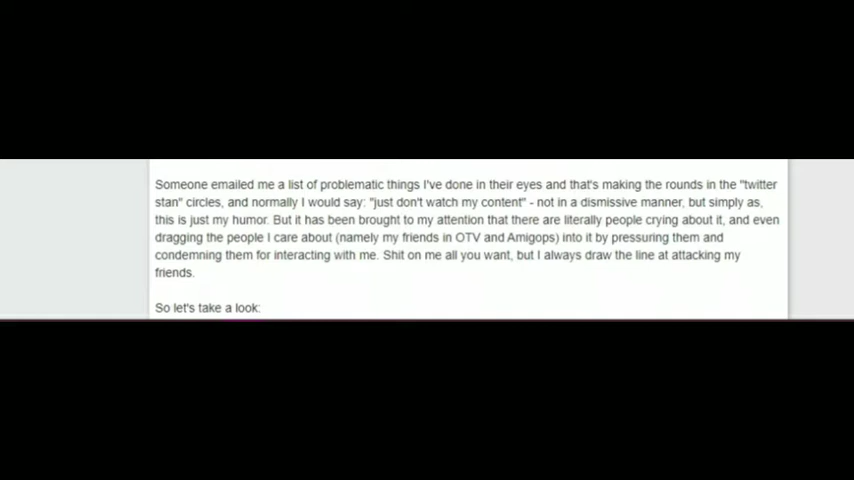 Someone emailed me a list of problematic things I've done in their eyes and that's making the rounds in the "twitter
stan" circles, and normally I would say: "just don't watch my content" - not in a dismissive manner, but simply as,
this is just my humor. But it has been brought to my attention that there are literally people crying about it, and even
dragging the people I care about (namely my friends in OTV and Amigops) into it by pressuring them and
condemning them for interacting with me. Shit on me all you want, but I always draw the line at attacking my
friends.
So let's take a look: